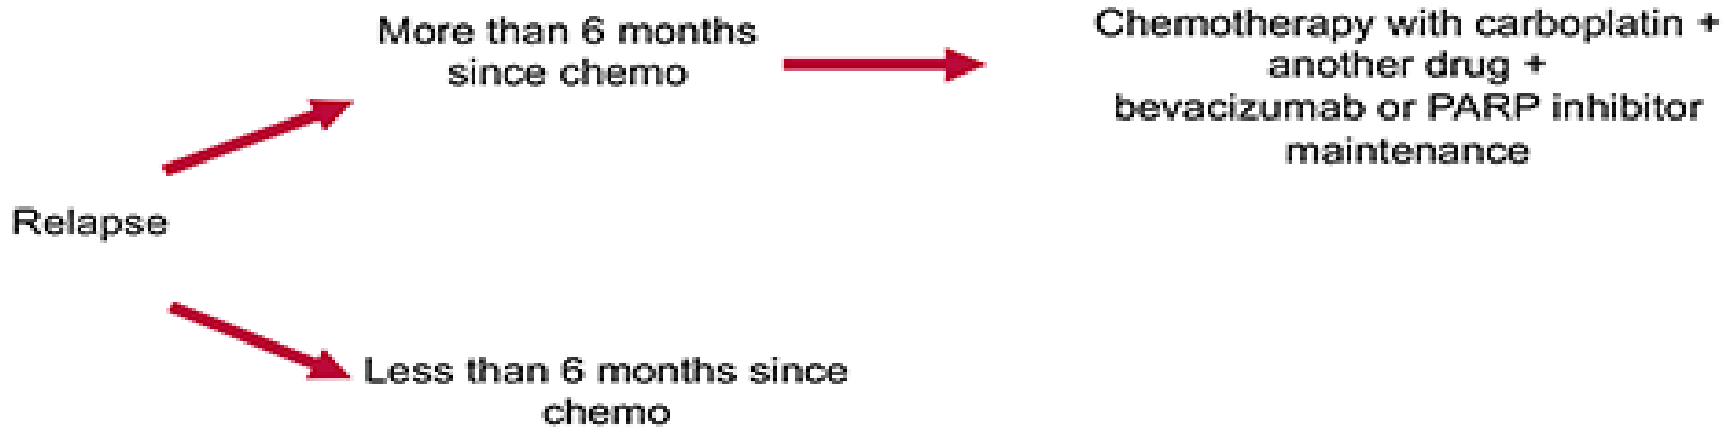 More than 6 months
since chemo
Chemotherapy with carboplatin +
another drug +
bevacizumab or PARP inhibitor
maintenance
Relapse
Less than 6 months since
chemo